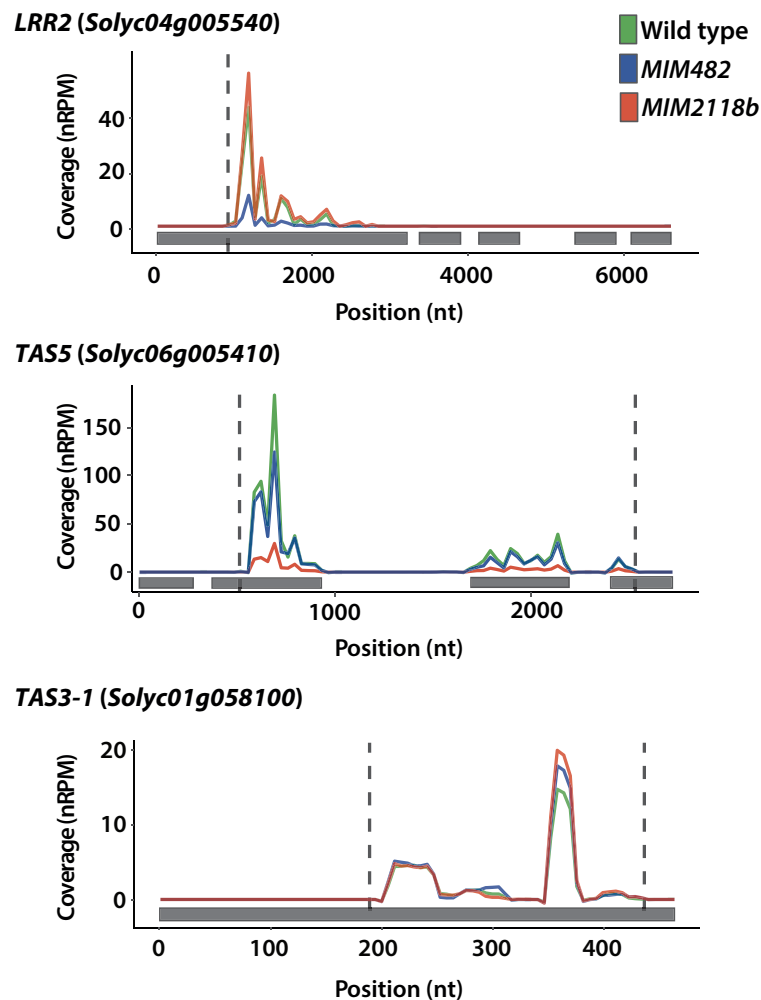 LRR2 (Solyc04g005540)
Wild type
MIM482
MIM2118b
Coverage (nRPM)
40
20
0
0 2000 4000 6000
Position (nt)
TAS5 (Solyc06g005410)
Coverage (nRPM)
150
100
50
0
0 1000 2000
Position (nt)
TAS3-1 (Solyc01g058100)
Coverage (nRPM)
20
10
0
0 100 200 300 400
Position (nt)